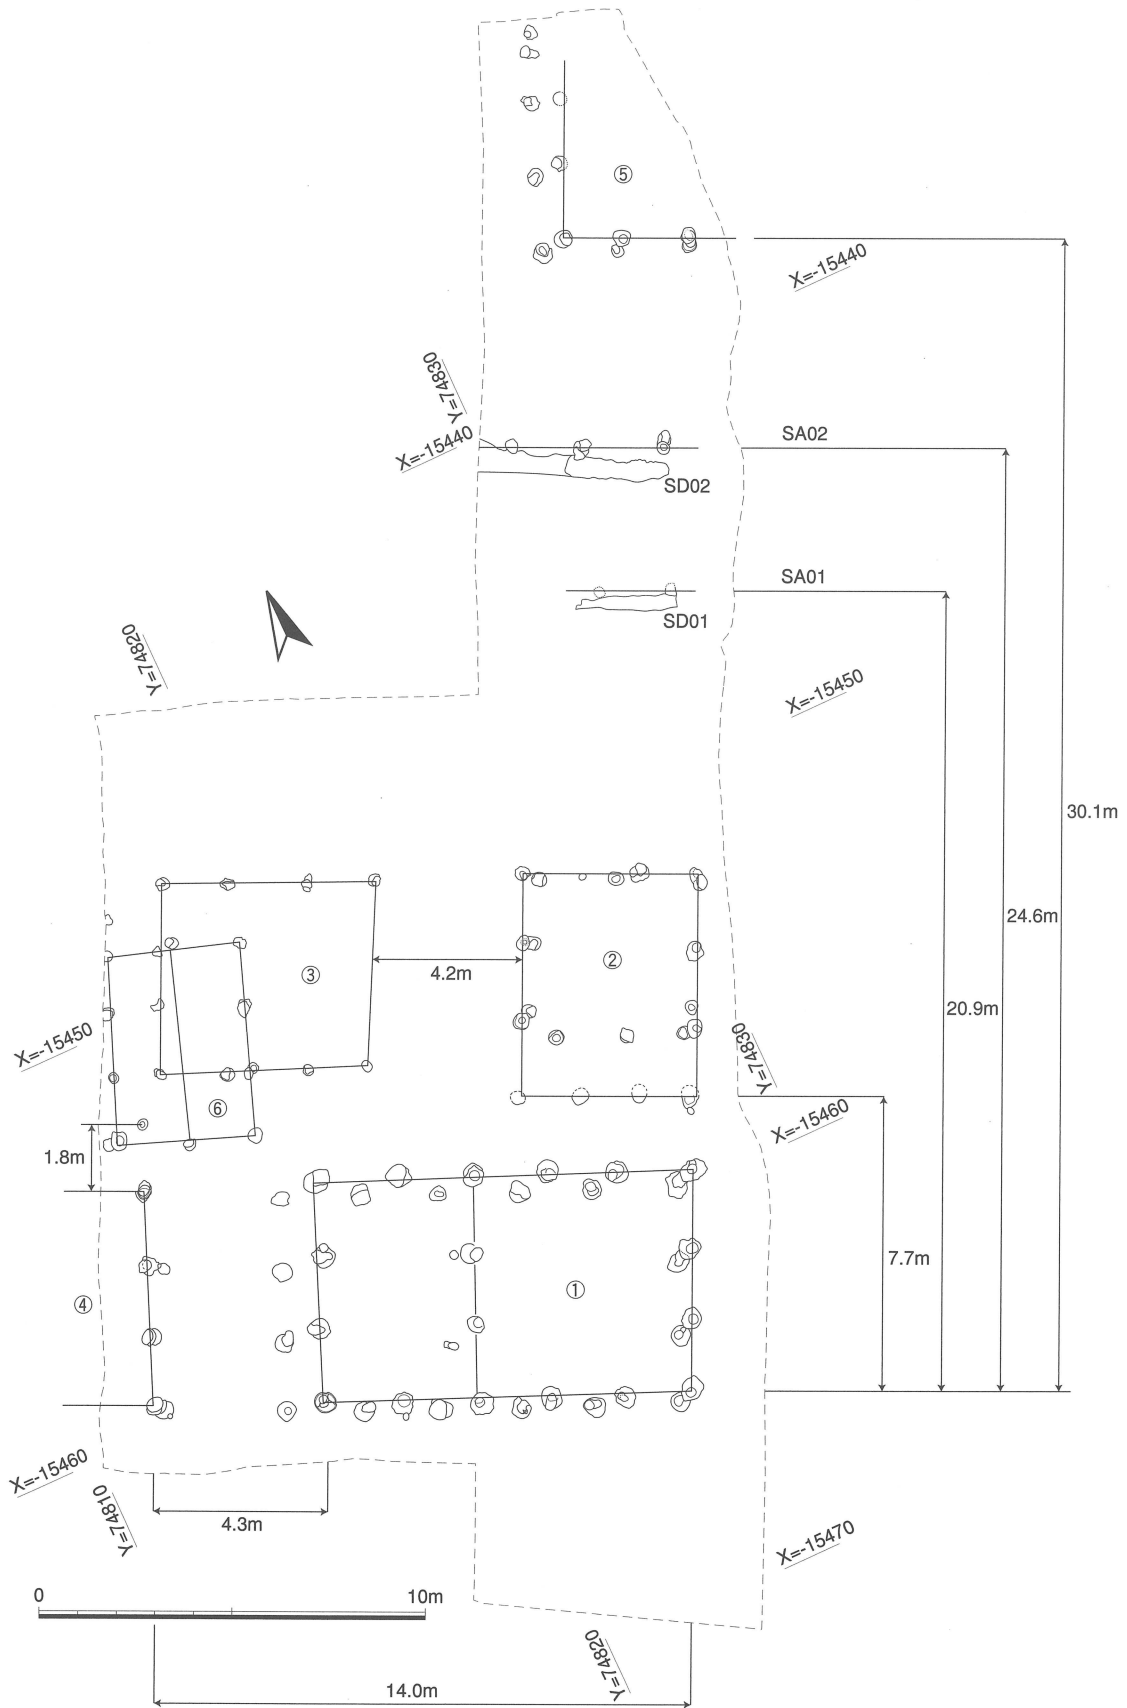 ⑤
X=-15440
Y=74830
X=-15440
SA02
SD02
SA01
SD01
Y=74820
X=-15450
30.1m
24.6m
③
②
4.2m
20.9m
X=-15450
Y=74830
⑥
X=-15460
1.8m
7.7m
④
①
X=-15460
Y=74810
4.3m
X=-15470
0
10m
Y=74820
14.0m